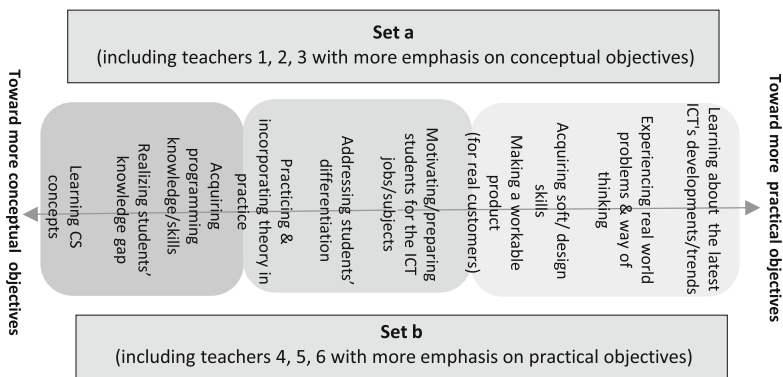 Set a
(including teachers 1, 2, 3 with more emphasis on conceptual objectives)
Toward more conceptual objectives
Learning CS
concepts
Realizing students’
knowledge gap
Acquiring
programming
knowledge/skills
Practicing &
incorporating theory in
practice
Addressing students’
differentiation
Motivating/preparing
students for the ICT
jobs/subjects
Making a workable
product
(for real customers)
Acquiring soft/ design
skills
Experiencing real world
problems & way of
thinking
Learning about the latest
ICT's developments/trends
Toward more practical objectives
Set b
(including teachers 4, 5, 6 with more emphasis on practical objectives)